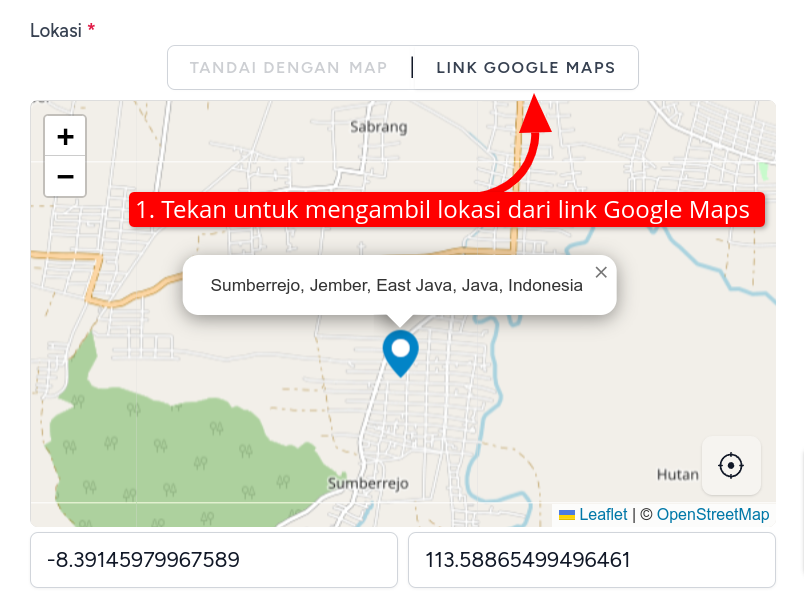 Lokasi *
TANDAI DENGAN MAP | LINK GOOGLE MAPS
+
Sabrang
−
1. Tekan untuk mengambil lokasi dari link Google Maps
Sumberrejo, Jember, East Java, Java, Indonesia ×
Hutan
Sumberrejo
Leaflet | © OpenStreetMap
-8.39145979967589
113.58865499496461